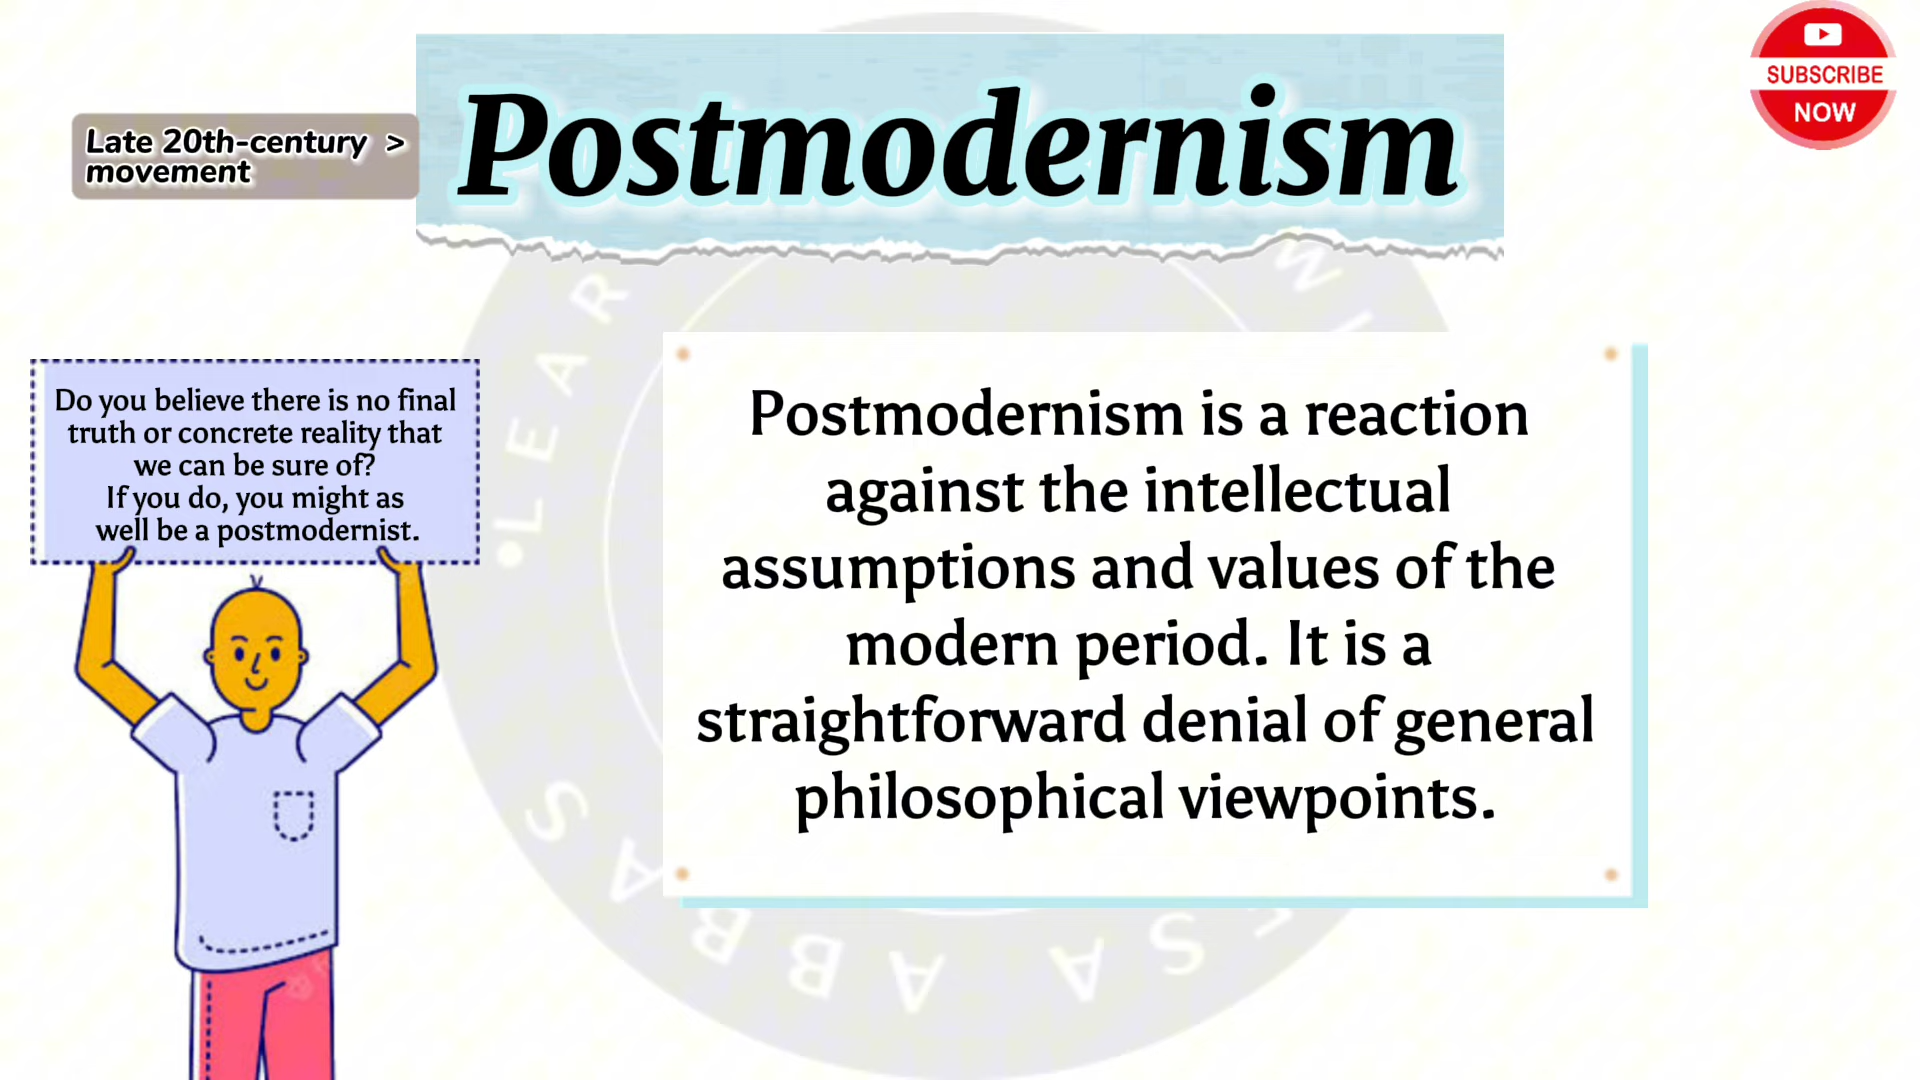 Postmodernism
Late 20th-century >
movement
SUBSCRIBE
NOW
Do you believe there is no final
truth or concrete reality that
we can be sure of?
If you do, you might as
well be a postmodernist.
Postmodernism is a reaction
against the intellectual
assumptions and values of the
modern period. It is a
straightforward denial of general
philosophical viewpoints.
LEAR
ABBAS